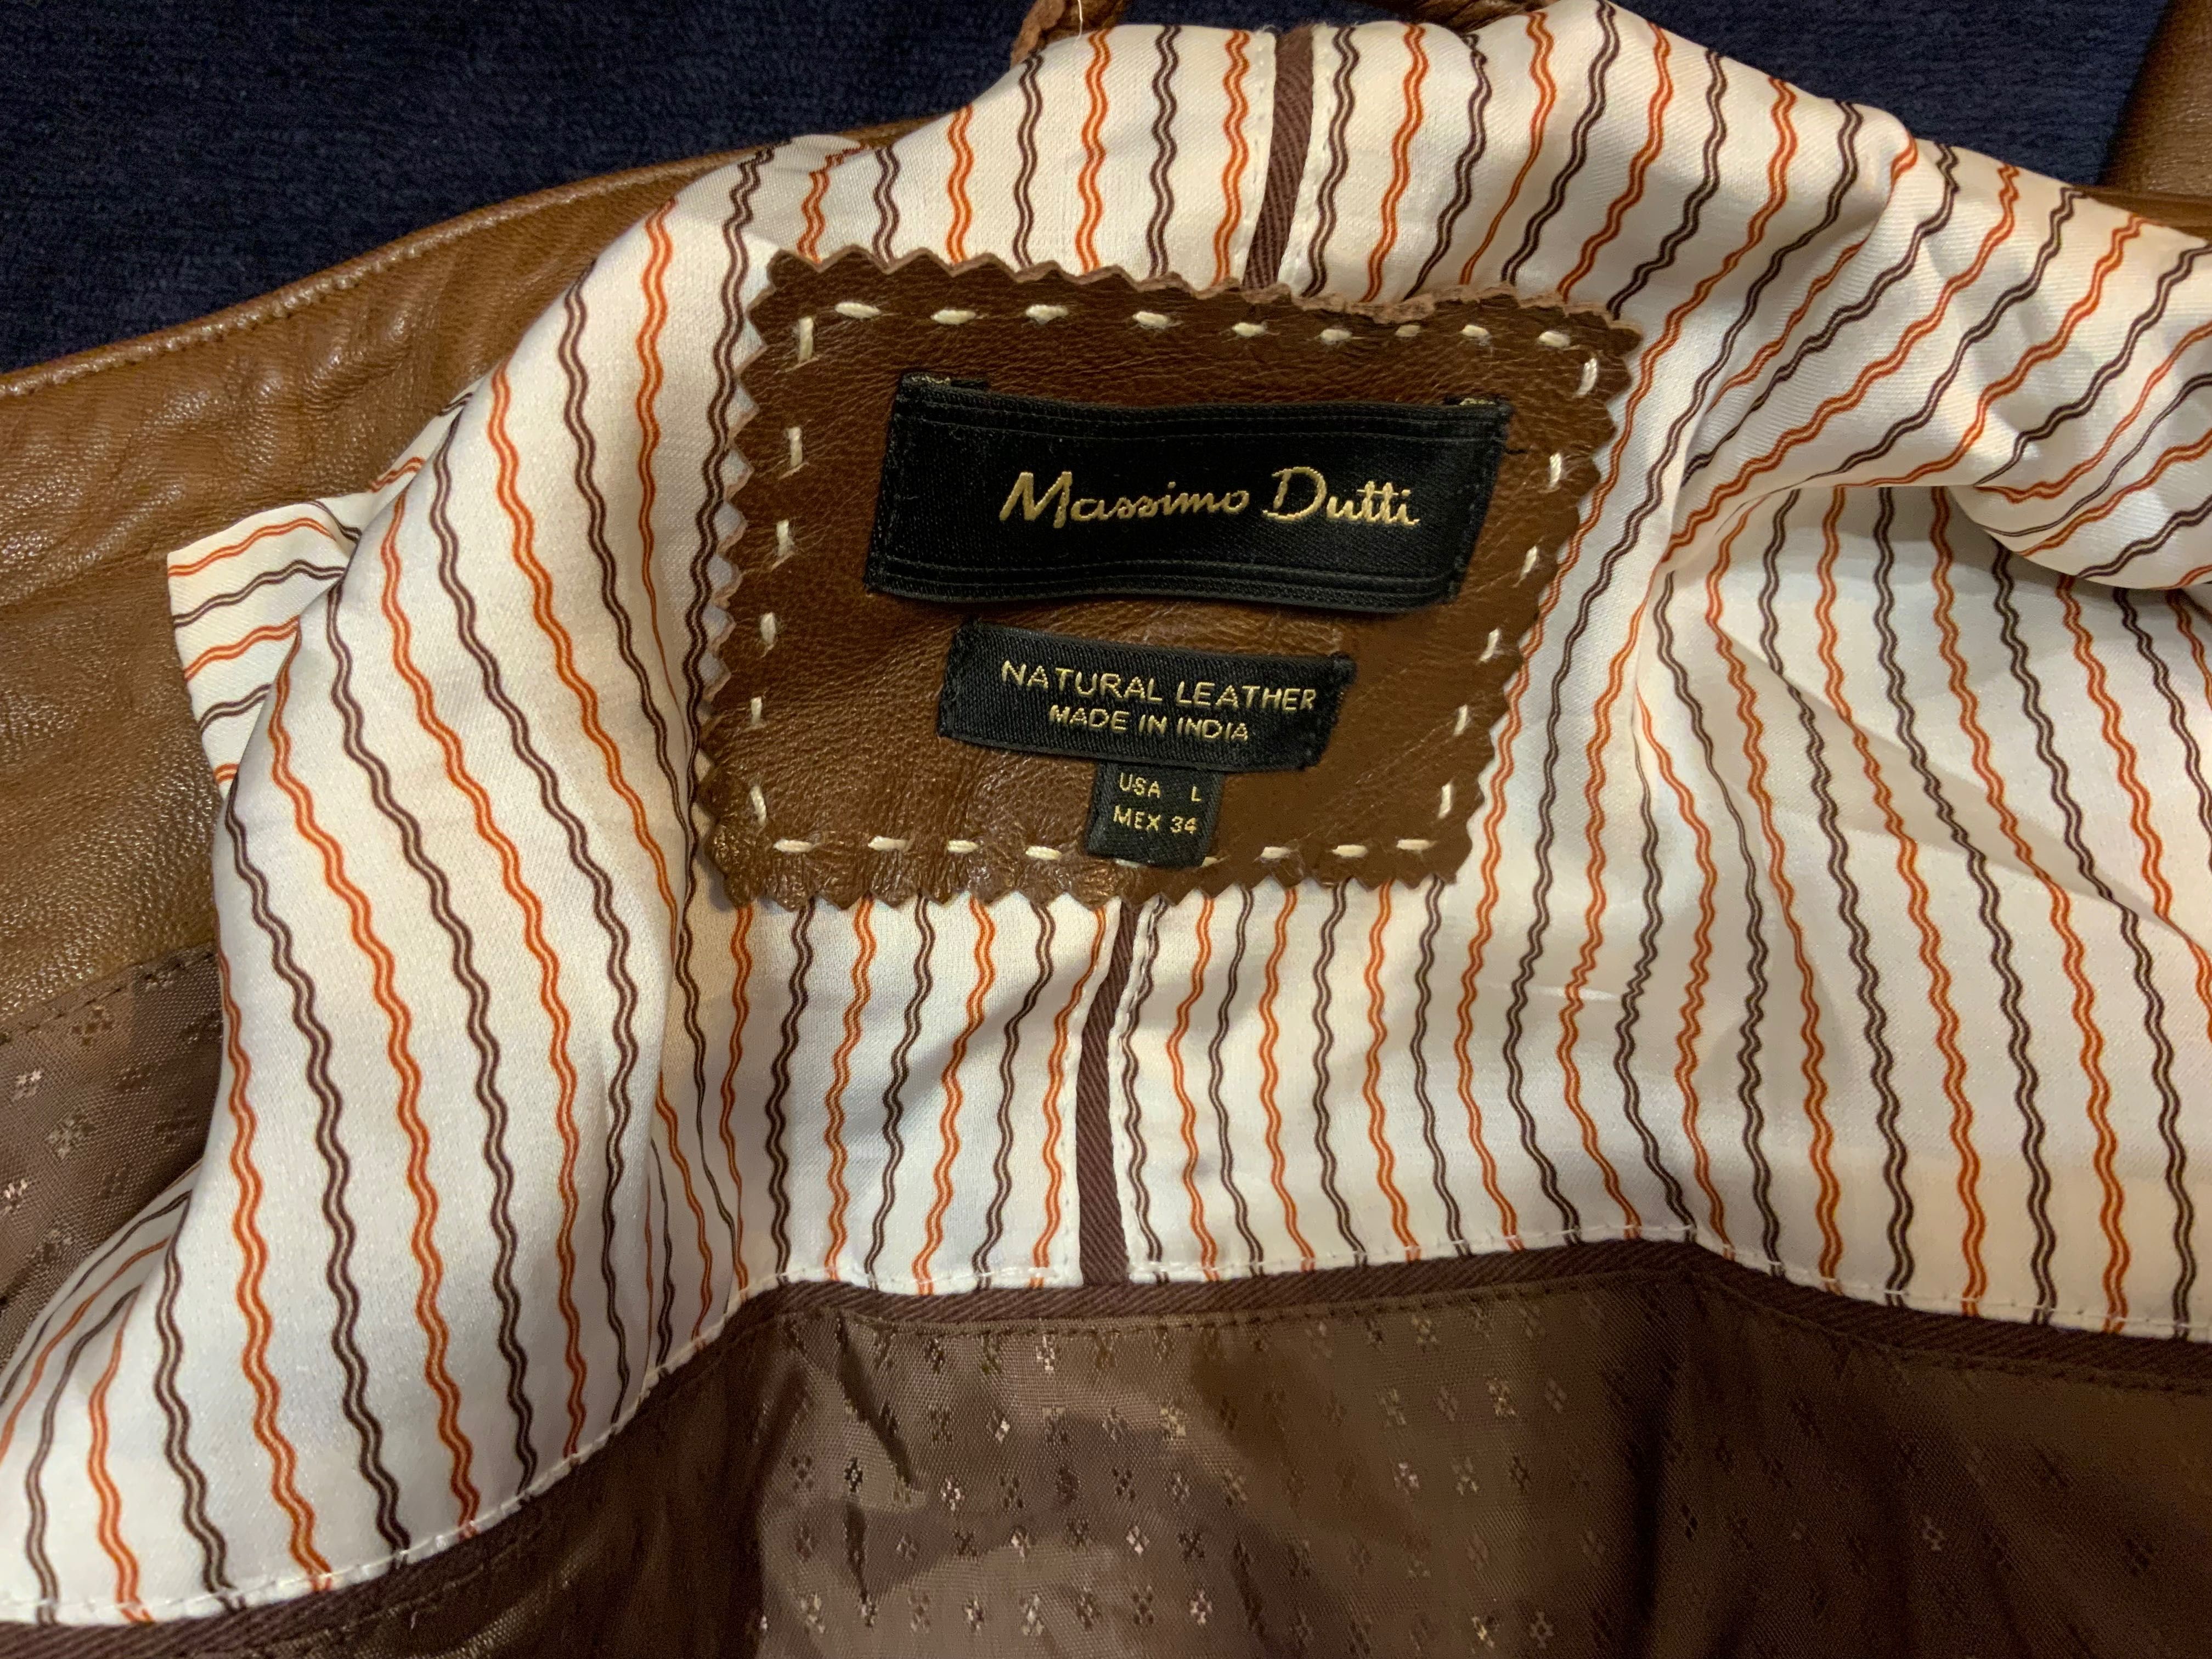 Massimo Dutti
NATURAL LEATHER
MADE IN INDIA
USA L
MEX 34